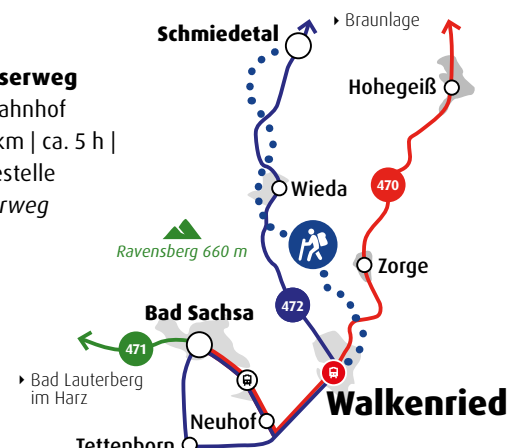 serweg
ahnhof
km | ca. 5 h |
estelle
rweg
Schmiedetal
Braunlage
Hohegeiß
470
Wieda
Ravensberg 660 m
Zorge
472
Bad Sachsa
471
Bad Lauterberg
im Harz
Walkenried
Neuhof
Tettenborn